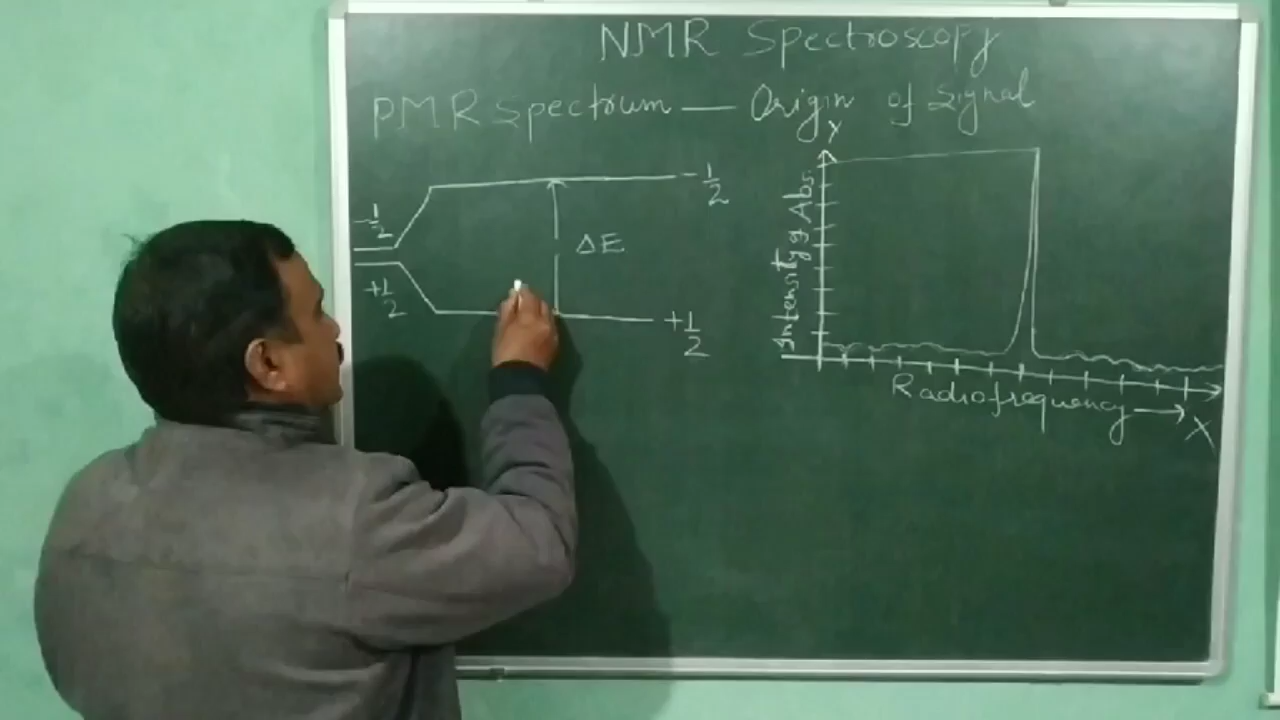 NMR Spectroscopy
PMR Spectrum — Origin of Signal
-1/2
+1/2
ΔE
-1/2
+1/2
Y
Intensity of Abs.
Radiofrequency →
X